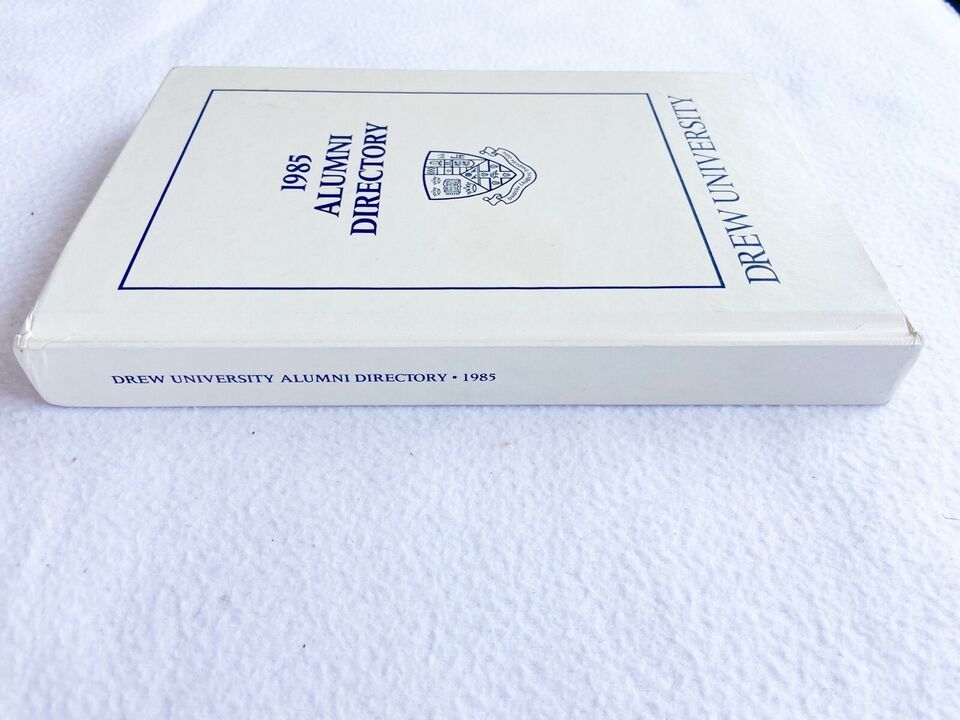 1985
ALUMNI
DIRECTORY
DREW UNIVERSITY
DREW UNIVERSITY ALUMNI DIRECTORY • 1985